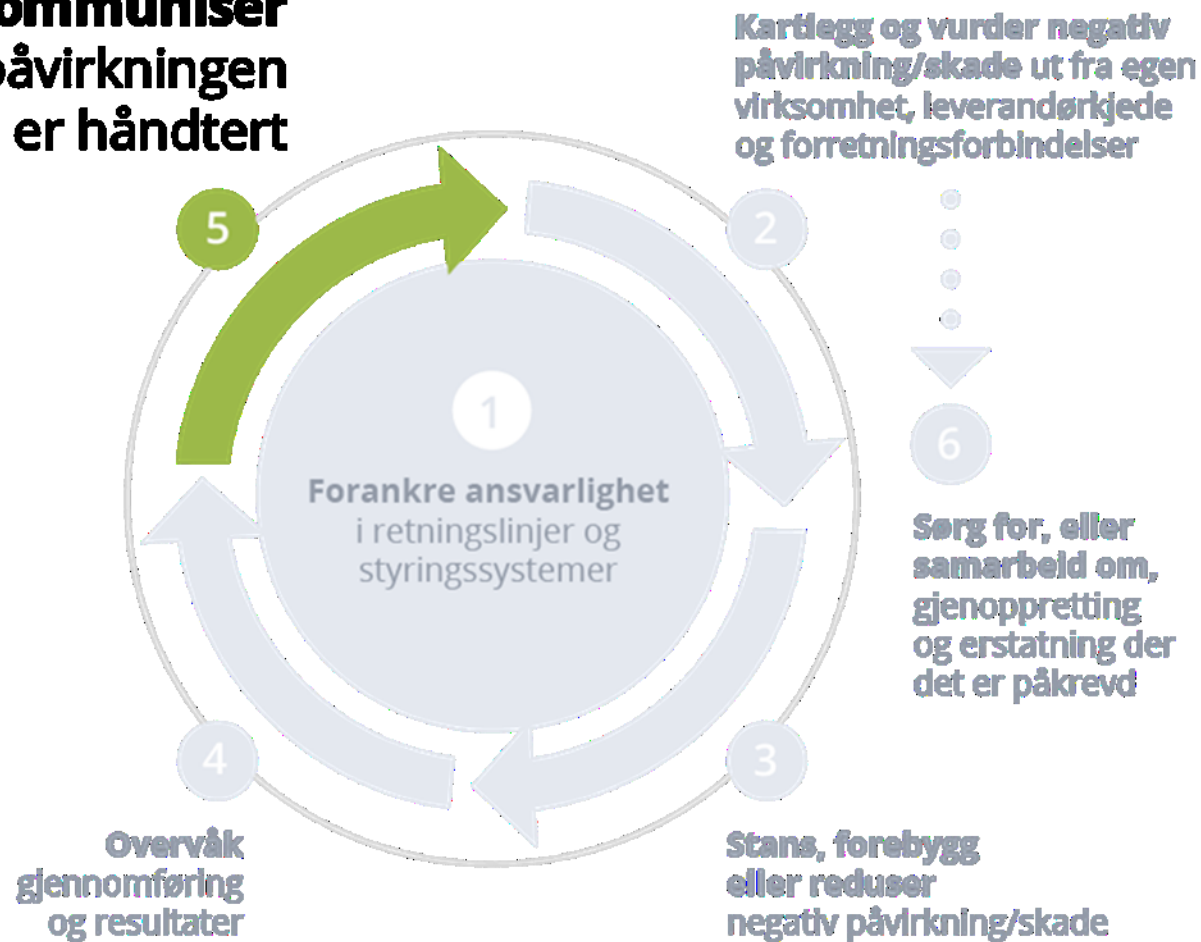 ommuniser
påvirkningen
er håndtert
5
Kartlegg og vurder negativ
påvirkning/skade ut fra egen
virksomhet, leverandørkjede
og forretningsforbindelser
2
1
Forankre ansvarlighet
i retningslinjer og
styringssystemer
6
Sørg for, eller
samarbeid om,
gjenoppretting
og erstatning der
det er påkrevd
4
Overvåk
gjennomføring
og resultater
3
Stans, forebygg
eller reduser
negativ påvirkning/skade